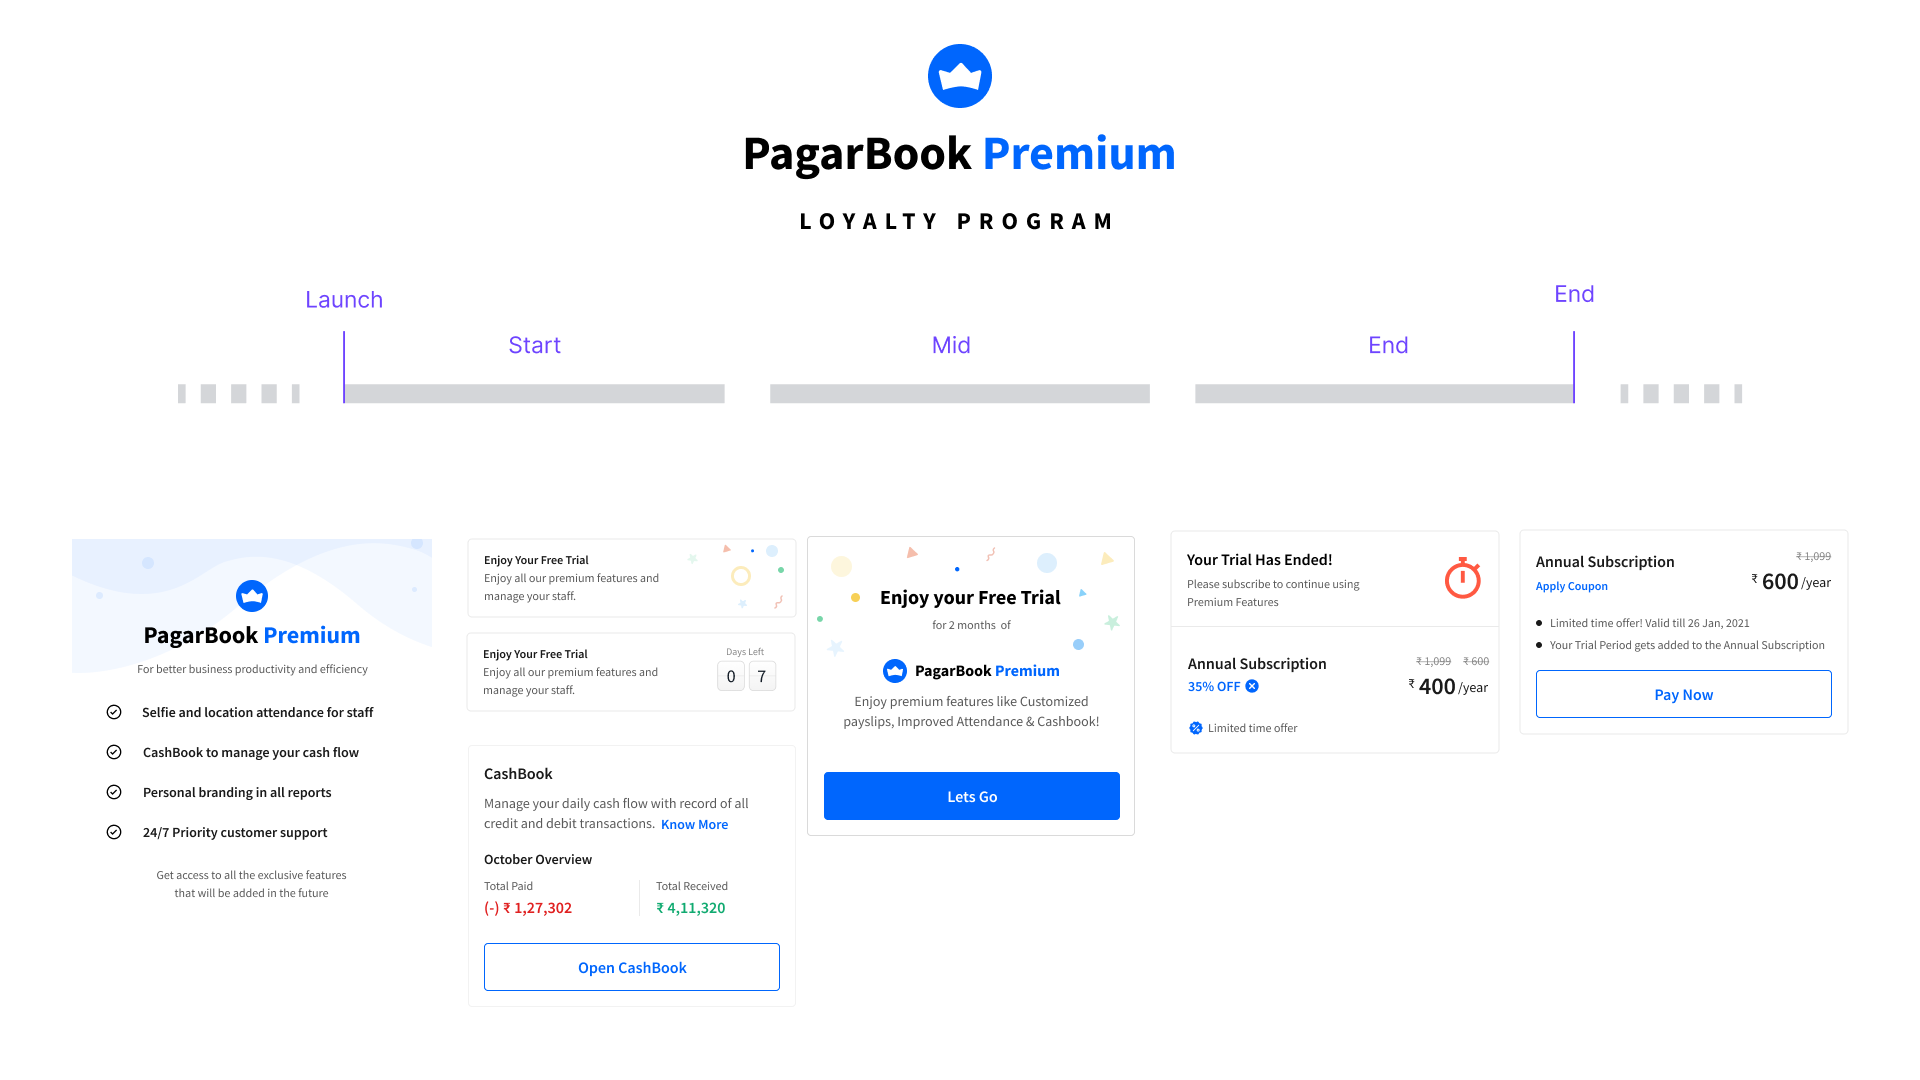 PagarBook Premium
LOYALTY PROGRAM
Launch
Start
Mid
End
End
PagarBook Premium
For better business productivity and efficiency
Selfie and location attendance for staff
CashBook to manage your cash flow
Personal branding in all reports
24/7 Priority customer support
Get access to all the exclusive features
that will be added in the future
Enjoy Your Free Trial
Enjoy all our premium features and
manage your staff.
Enjoy Your Free Trial
Enjoy all our premium features and
manage your staff.
Days Left
0 7
CashBook
Manage your daily cash flow with record of all
credit and debit transactions. Know More
October Overview
Total Paid
(-) ₹ 1,27,302
Total Received
₹ 4,11,320
Open CashBook
Enjoy your Free Trial
for 2 months of
PagarBook Premium
Enjoy premium features like Customized
payslips, Improved Attendance & Cashbook!
Lets Go
Your Trial Has Ended!
Please subscribe to continue using
Premium Features
Annual Subscription
35% OFF
₹ 1,099 ₹ 600
₹ 400 /year
Limited time offer
Annual Subscription
Apply Coupon
₹ 1,099
₹ 600 /year
Limited time offer! Valid till 26 Jan, 2021
Your Trial Period gets added to the Annual Subscription
Pay Now